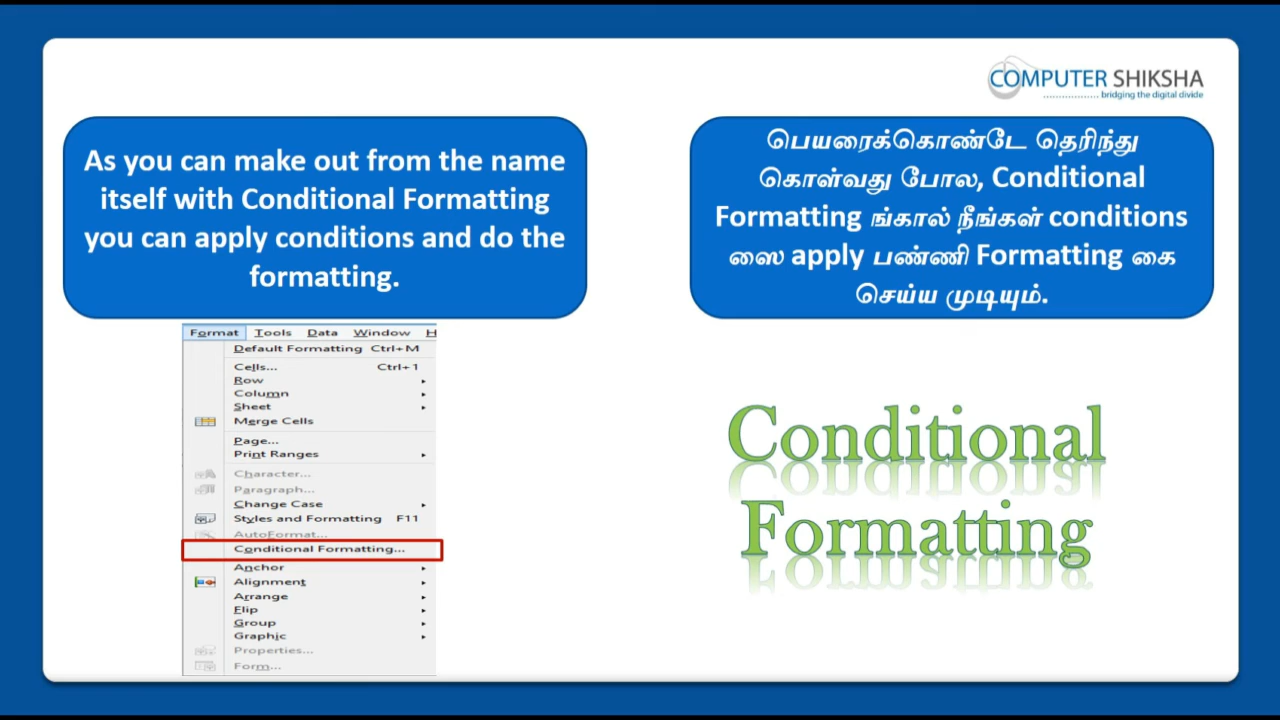 COMPUTER SHIKSHA
bridging the digital divide
As you can make out from the name
itself with Conditional Formatting
you can apply conditions and do the
formatting.
பெயரைக்கொண்டே தெரிந்து
கொள்வது போல, Conditional
Formatting ங்கால் நீங்கள் conditions
ஸை apply பண்ணி Formatting கை
செய்ய முடியும்.
Format Tools Data Window H
Default Formatting Ctrl+M
Cells... Ctrl+1
Row
Column
Sheet
Merge Cells
Page...
Print Ranges
Character...
Paragraph...
Change Case
Styles and Formatting F11
AutoFormat...
Conditional Formatting...
Anchor
Alignment
Arrange
Flip
Group
Graphic
Properties...
Form...
Conditional
Formatting